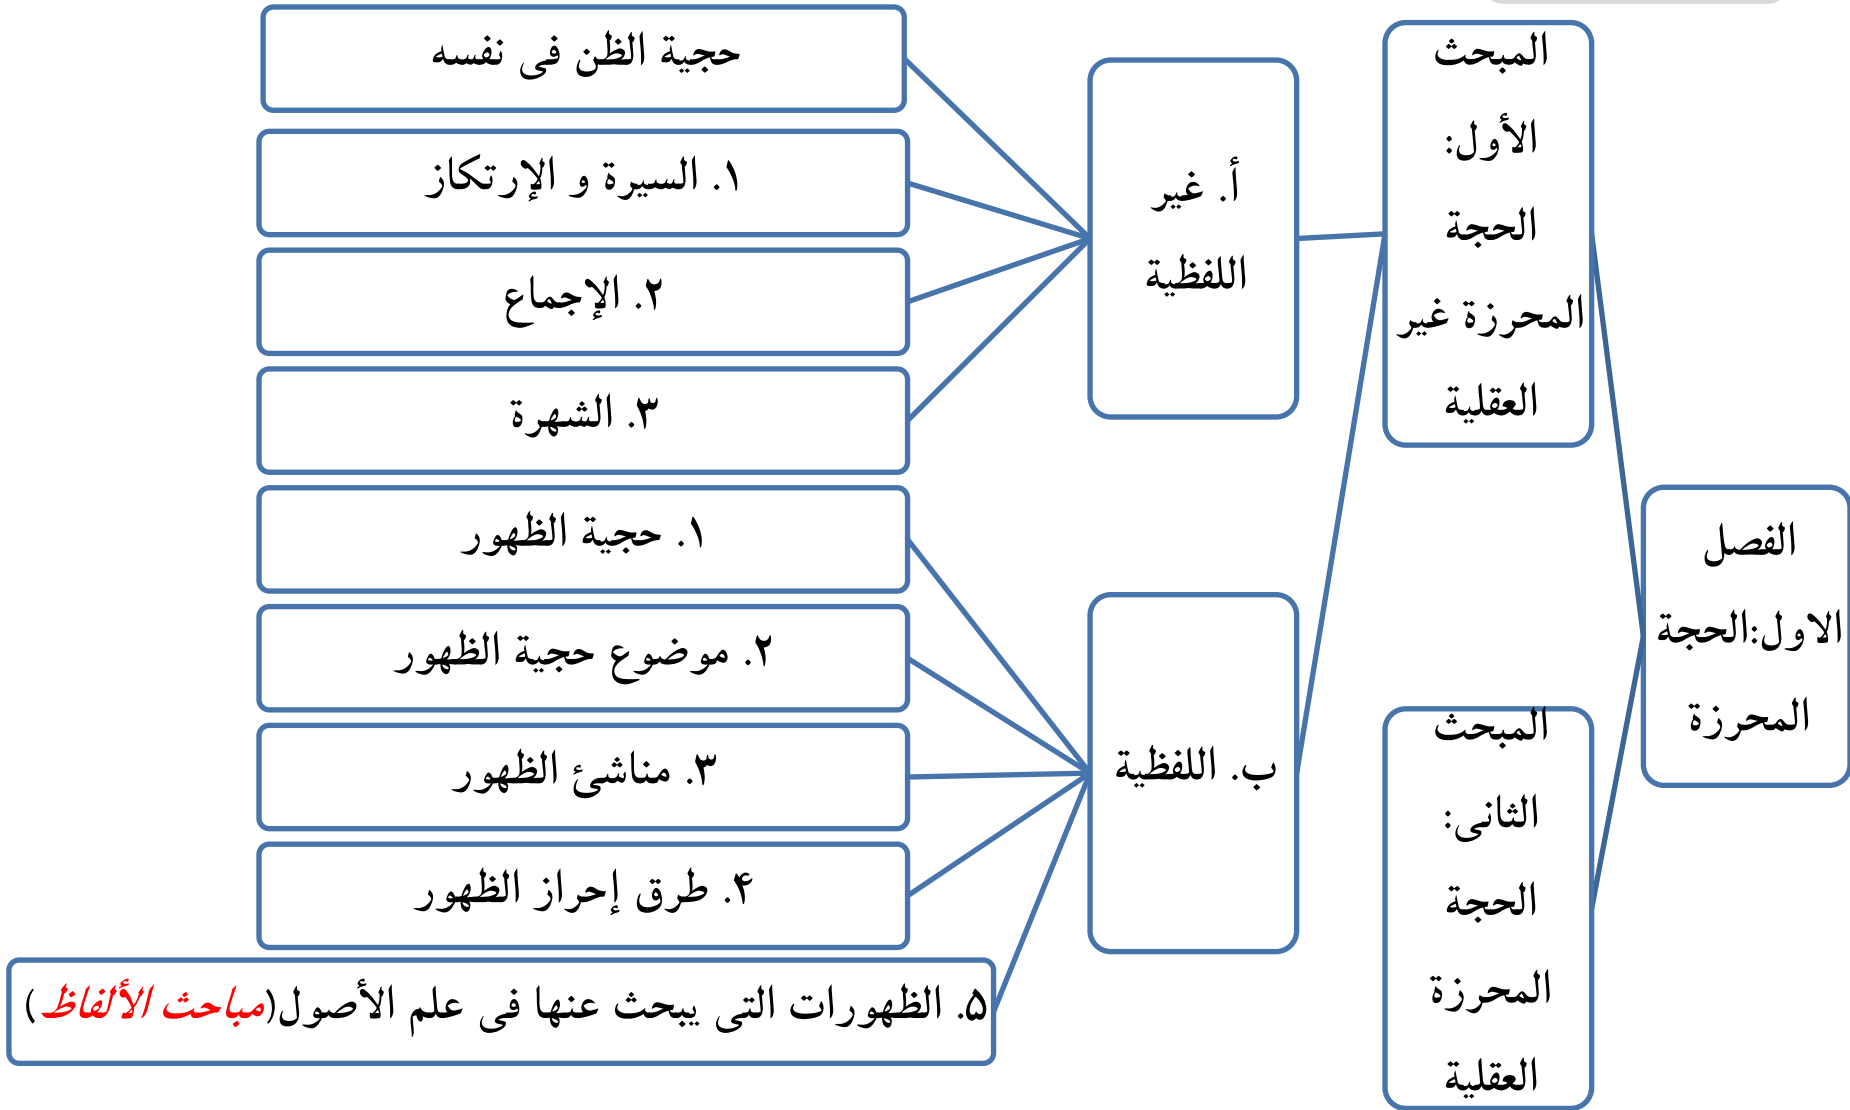 الفصل
الاول:الحجة
المحرزة
المبحث
الأول:
الحجة
المحرزة غير
العقلية
أ. غير
اللفظية
حجية الظن فى نفسه
١. السيرة و الإرتكاز
٢. الإجماع
٣. الشهرة
ب. اللفظية
١. حجية الظهور
٢. موضوع حجية الظهور
٣. مناشئ الظهور
۴. طرق إحراز الظهور
۵. الظهورات التى يبحث عنها فى علم الأصول(مباحث الألفاظ)
المبحث
الثانى:
الحجة
المحرزة
العقلية